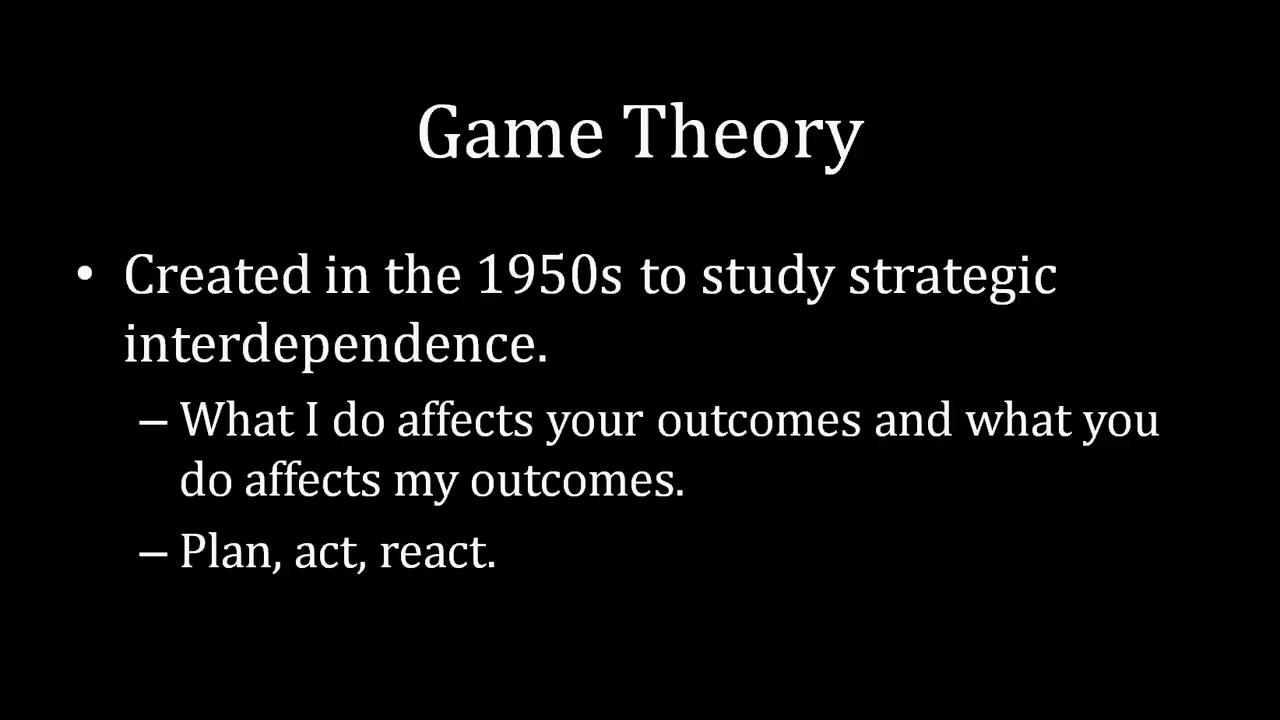 Game Theory
• Created in the 1950s to study strategic
interdependence.
– What I do affects your outcomes and what you
do affects my outcomes.
– Plan, act, react.